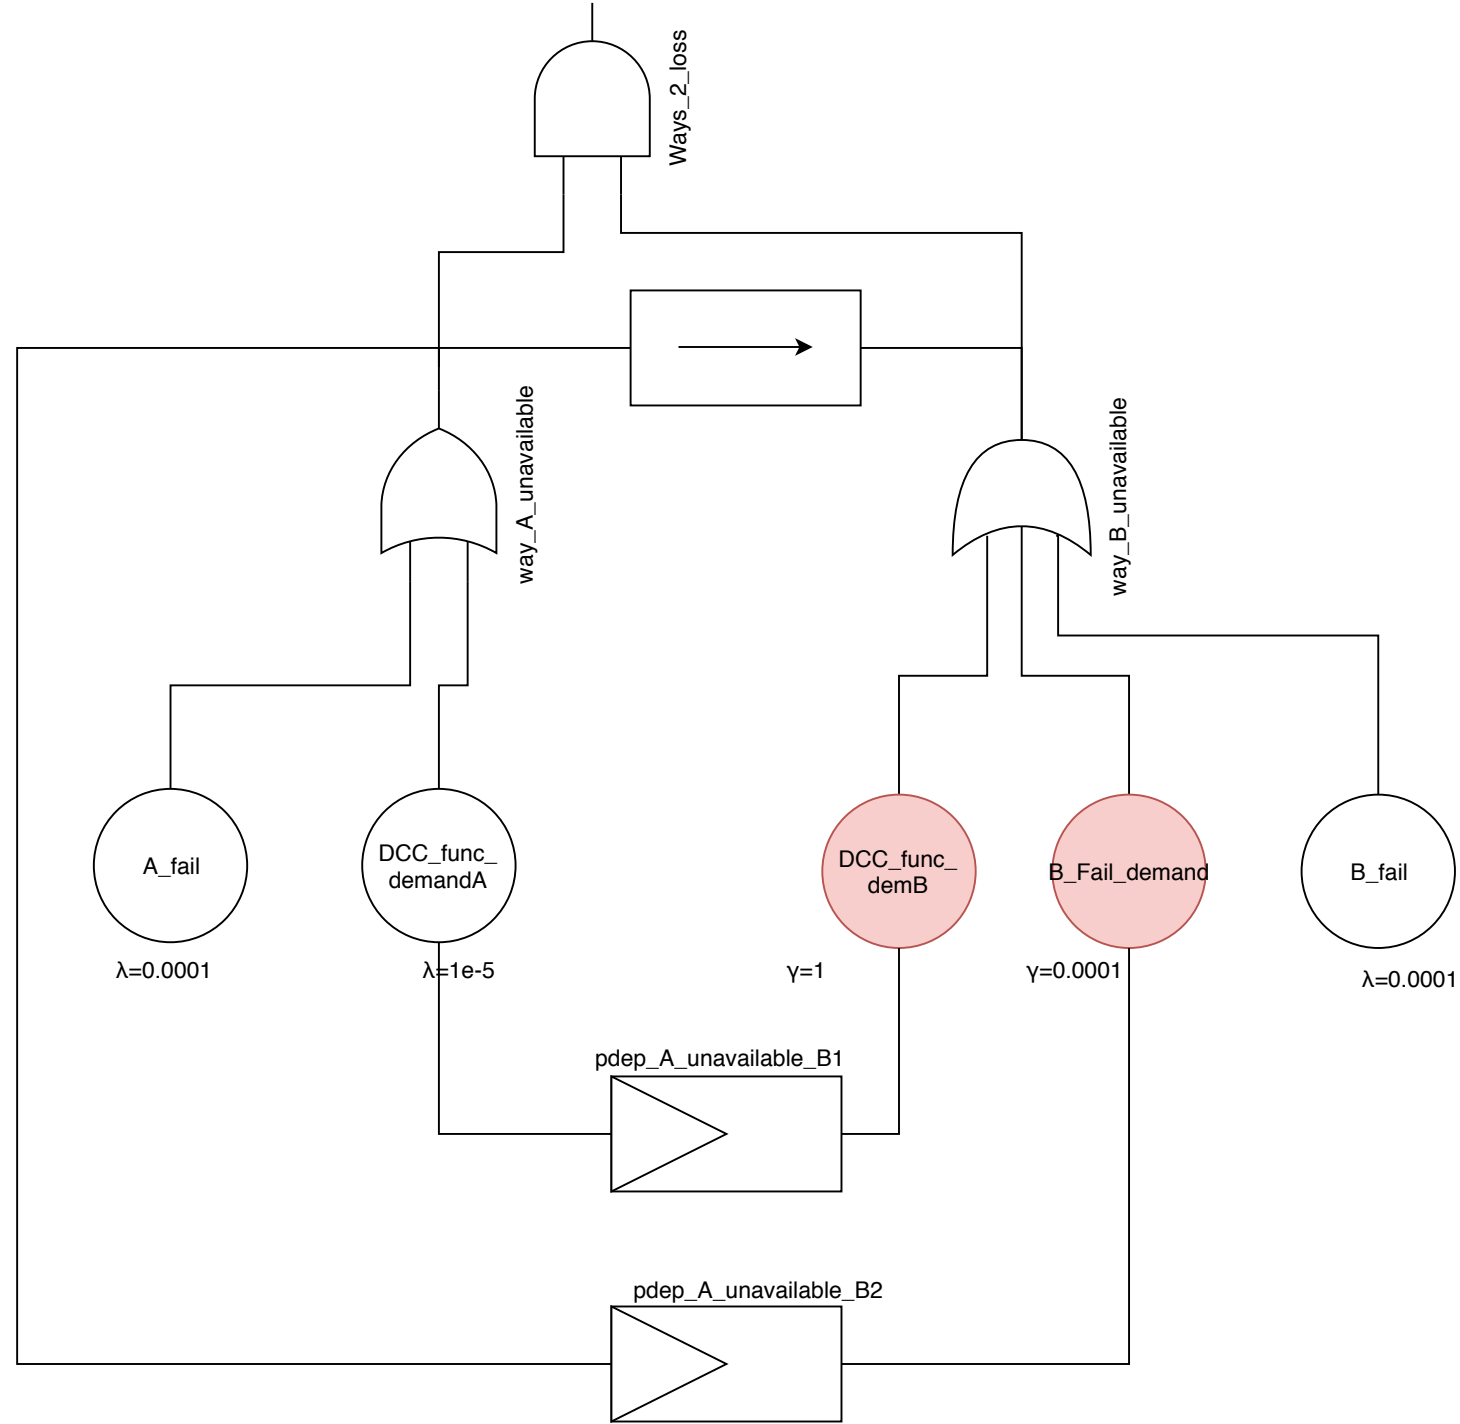 Ways_2_loss
way_A_unavailable
way_B_unavailable
A_fail
DCC_func_
demandA
DCC_func_
demB
B_Fail_demand
B_fail
λ=0.0001
λ=1e-5
γ=1
γ=0.0001
λ=0.0001
pdep_A_unavailable_B1
pdep_A_unavailable_B2